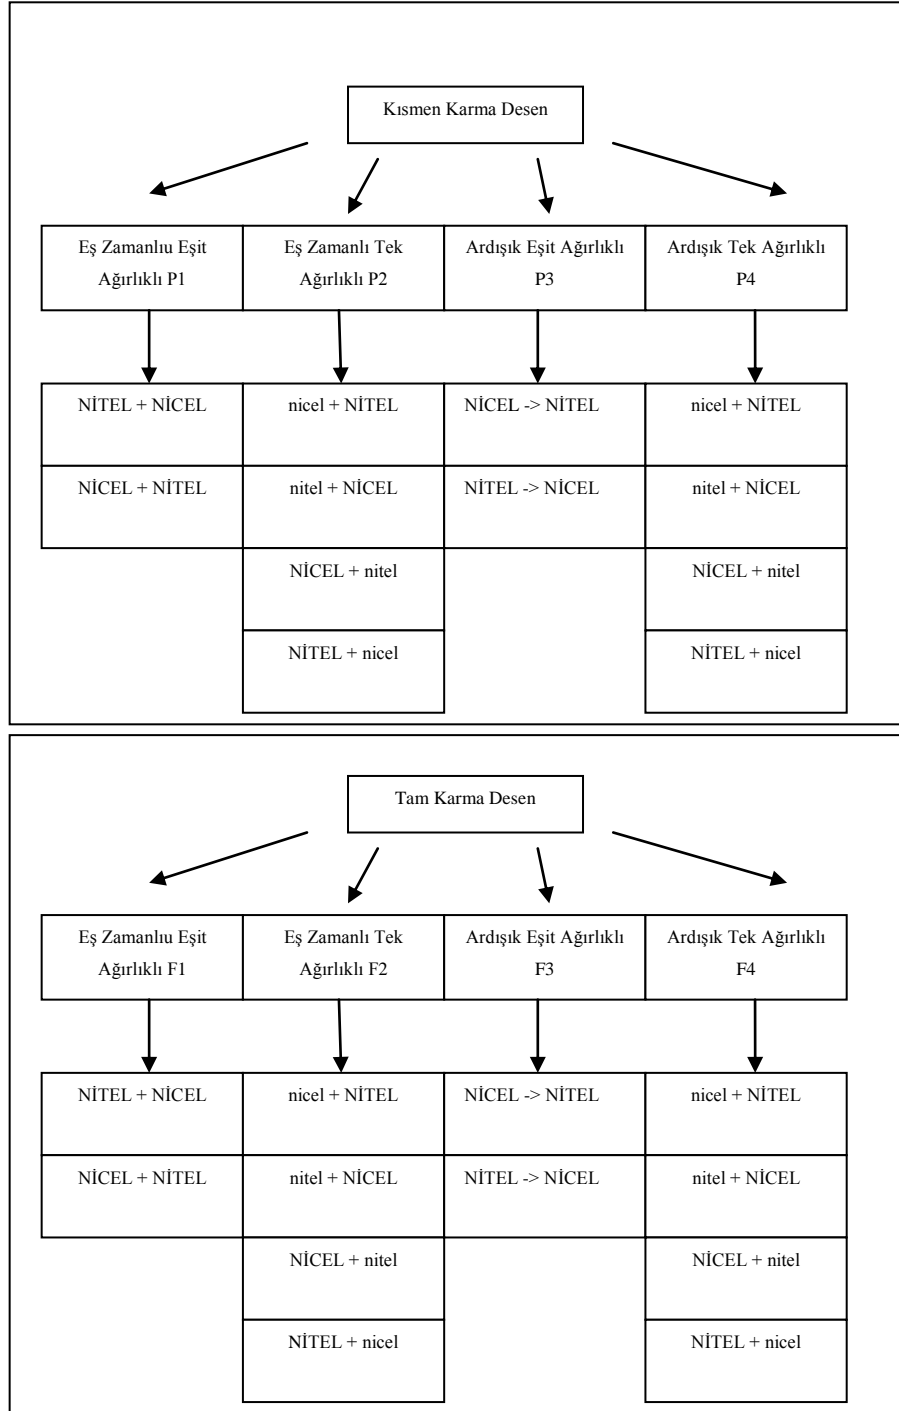 Kısmen Karma Desen
Eş Zamanlıu Eşit
Ağırlıklı P1
Eş Zamanlı Tek
Ağırlıklı P2
Ardışık Eşit Ağırlıklı
P3
Ardışık Tek Ağırlıklı
P4
NİTEL + NİCEL
nicel + NİTEL
NİCEL -> NİTEL
nicel + NİTEL
NİCEL + NİTEL
nitel + NİCEL
NİTEL -> NİCEL
nitel + NİCEL
NİCEL + nitel
NİCEL + nitel
NİTEL + nicel
NİTEL + nicel
Tam Karma Desen
Eş Zamanlıu Eşit
Ağırlıklı F1
Eş Zamanlı Tek
Ağırlıklı F2
Ardışık Eşit Ağırlıklı
F3
Ardışık Tek Ağırlıklı
F4
NİTEL + NİCEL
nicel + NİTEL
NİCEL -> NİTEL
nicel + NİTEL
NİCEL + NİTEL
nitel + NİCEL
NİTEL -> NİCEL
nitel + NİCEL
NİCEL + nitel
NİCEL + nitel
NİTEL + nicel
NİTEL + nicel